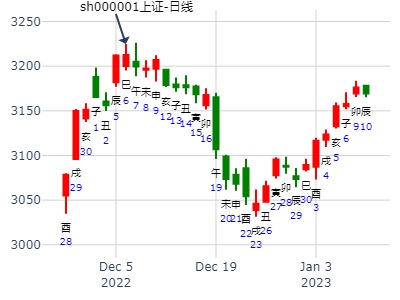 sh000001上证-日线
3250
3200
3150
3100
3050
3000
酉
28
戌
29
亥
30
子
1
丑
2
辰
5
巳
6
午
7
未
8
申
9
亥
12
子
13
丑
14
寅
15
卯
16
午
19
未
20
申
21
酉
22
戌
23
丑
26
寅
27
卯
28
辰
29
巳
30
酉
3
戌
4
亥
5
子
6
卯
9
辰
10
Dec 5
2022
Dec 19
Jan 3
2023